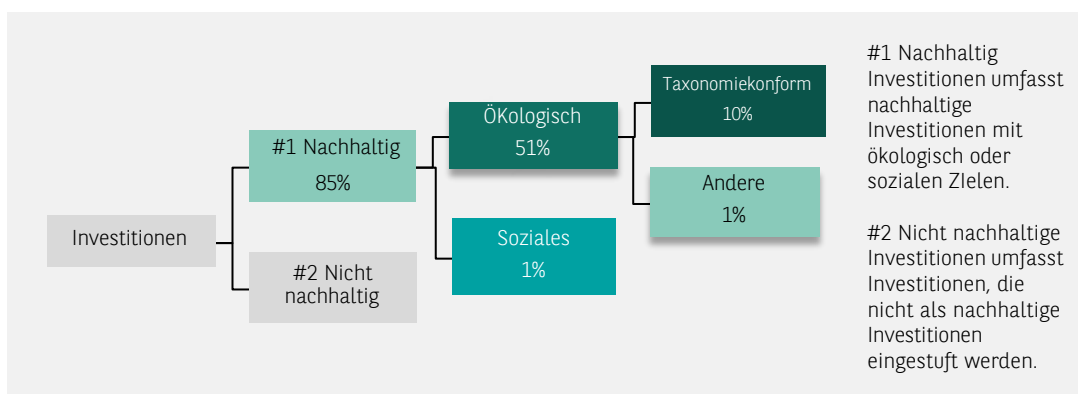 Investitionen
#1 Nachhaltig
85%
#2 Nicht
nachhaltig
ÖKologisch
51%
Soziales
1%
Taxonomiekonform
10%
Andere
1%
#1 Nachhaltig
Investitionen umfasst
nachhaltige
Investitionen mit
ökologisch oder
sozialen ZIelen.
#2 Nicht nachhaltige
Investitionen umfasst
Investitionen, die
nicht als nachhaltige
Investitionen
eingestuft werden.